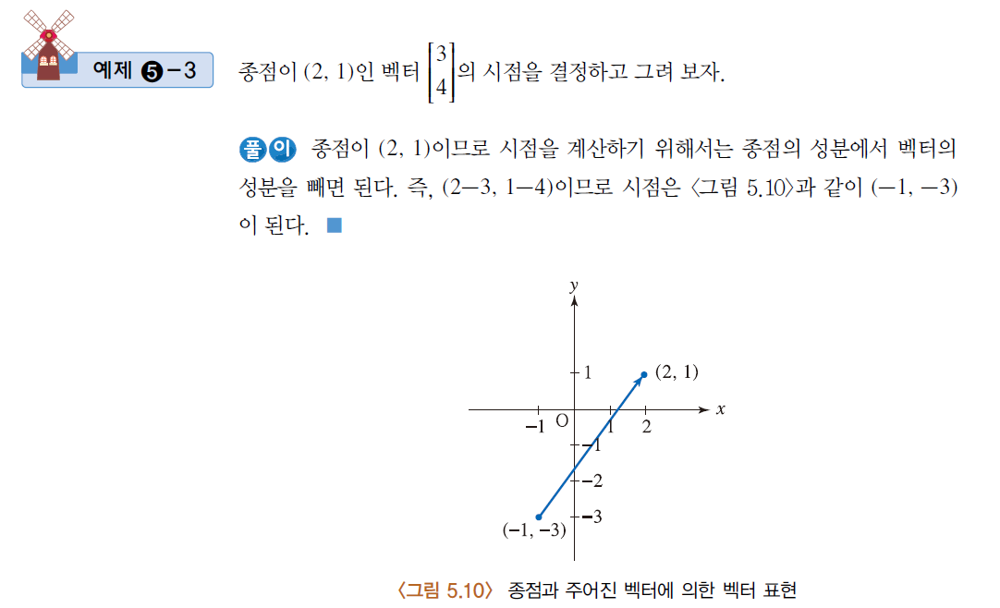 예제 ❺-3
종점이 (2, 1)인 벡터 [3 4]의 시점을 결정하고 그려 보자.
풀이 종점이 (2, 1)이므로 시점을 계산하기 위해서는 종점의 성분에서 벡터의
성분을 빼면 된다. 즉, (2-3, 1-4)이므로 시점은 〈그림 5.10〉과 같이 (-1, -3)
이 된다.
y
1
(2, 1)
x
-1
O
1
2
-1
-2
-3
(-1, -3)
〈그림 5.10〉 종점과 주어진 벡터에 의한 벡터 표현